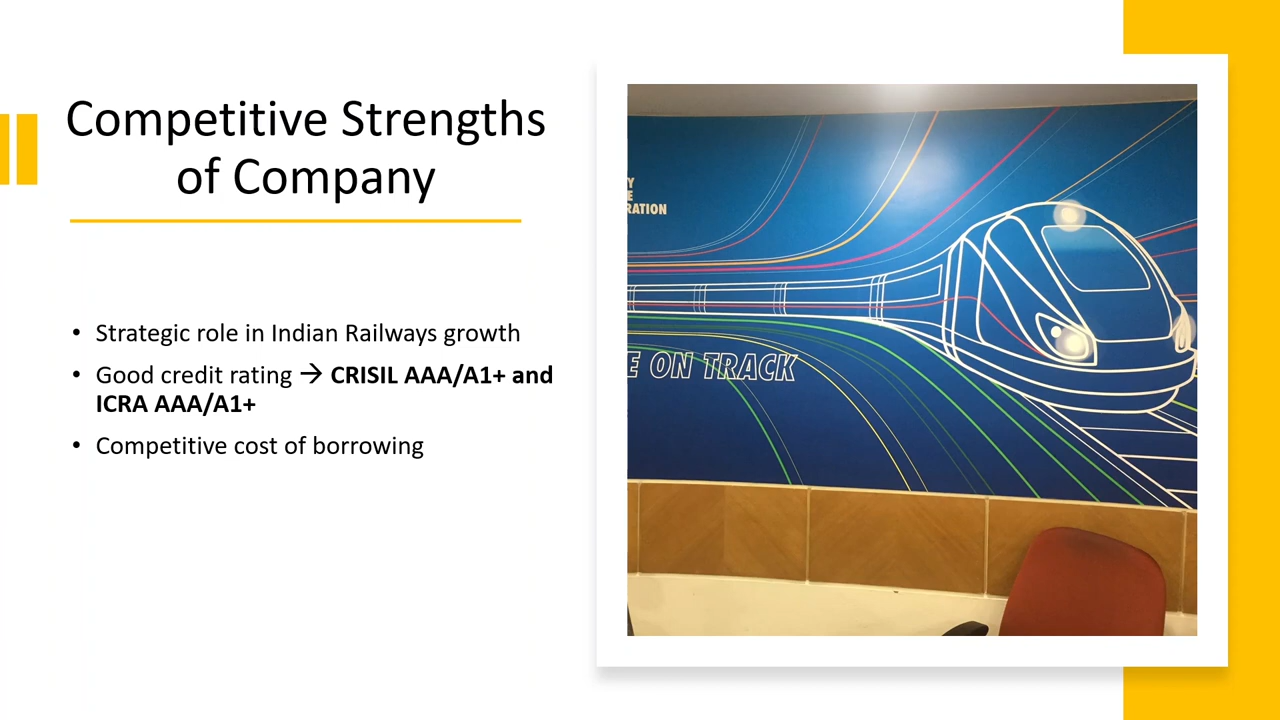 Competitive Strengths
of Company
• Strategic role in Indian Railways growth
• Good credit rating → CRISIL AAA/A1+ and
ICRA AAA/A1+
• Competitive cost of borrowing
Y
E
RATION
E ON TRACK